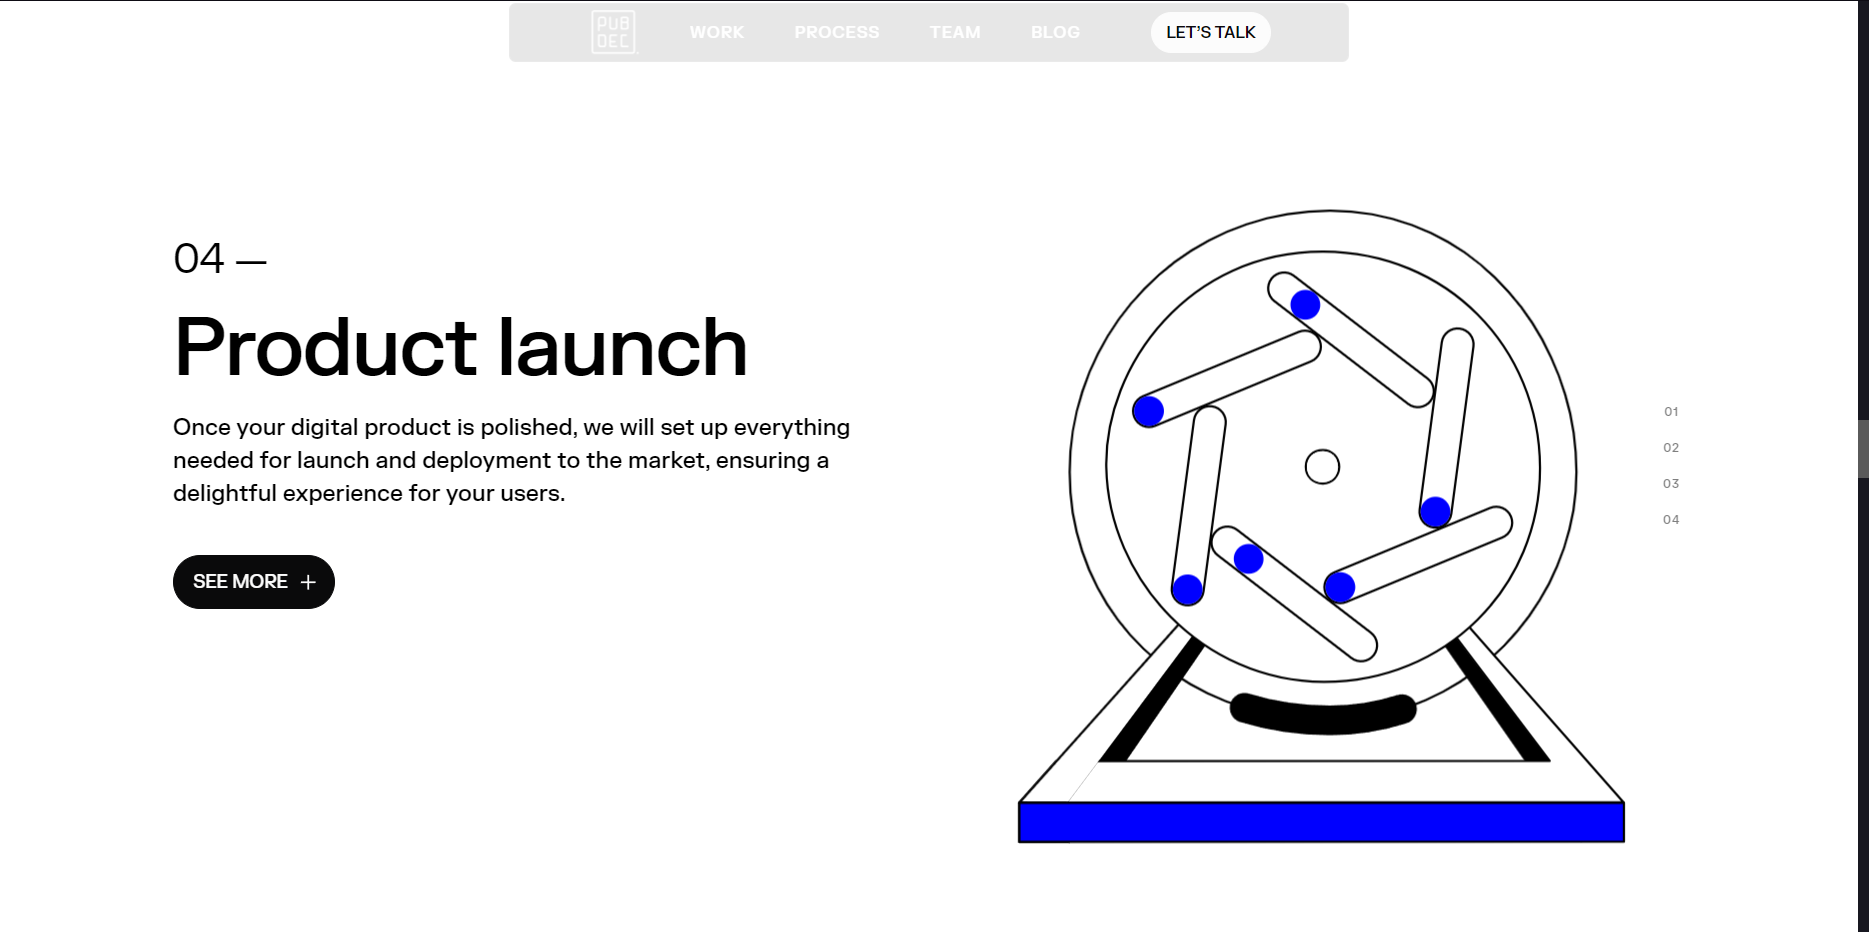 PUB
DEC
WORK
PROCESS
TEAM
BLOG
LET’S TALK
04 —
Product launch
Once your digital product is polished, we will set up everything
needed for launch and deployment to the market, ensuring a
delightful experience for your users.
SEE MORE +
01
02
03
04